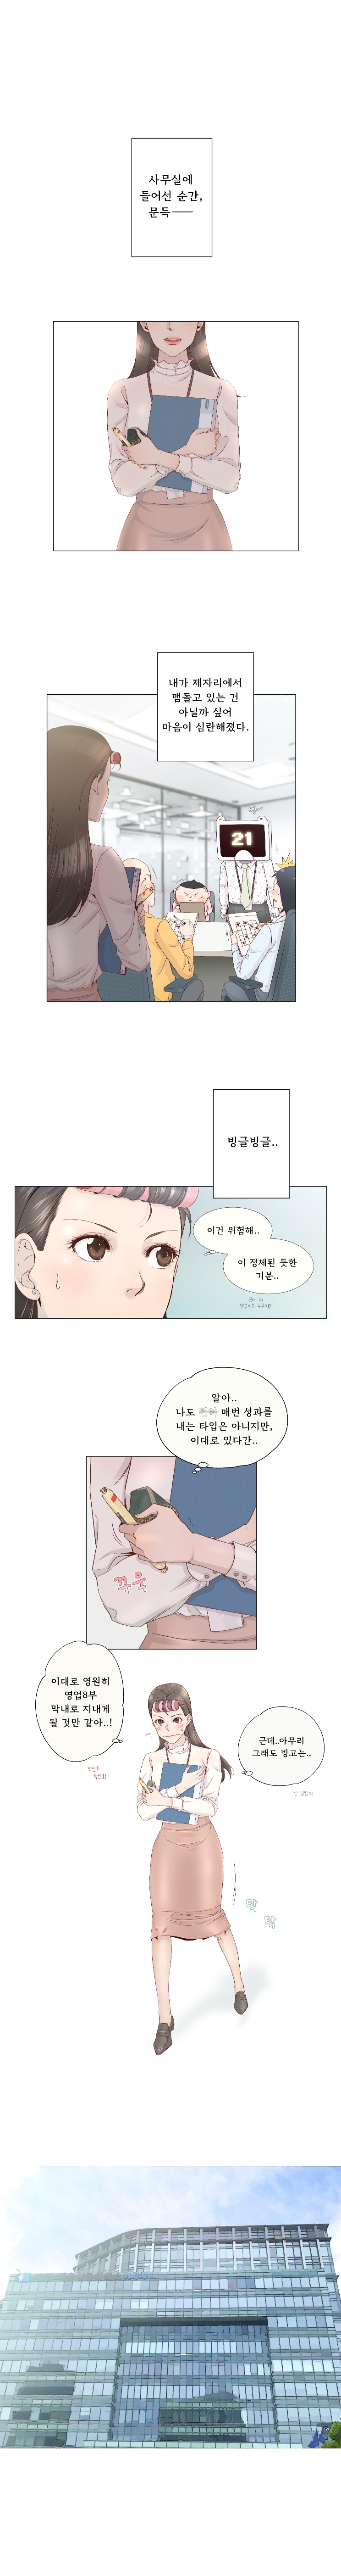 사무실에
들어선 순간,
문득──
내가 제자리에서
맴돌고 있는 건
아닐까 싶어
마음이 심란해졌다.
21
빙글빙글..
이건 위험해..
이 정체된 듯한
기분..
알아..
나도 매번 성과를
내는 타입은 아니지만,
이대로 있다간..
꾸욱
이대로 영원히
영업8부
막내로 지내게
될 것만 같아..!
근데..아무리
그래도 빙고는..
탁
탁